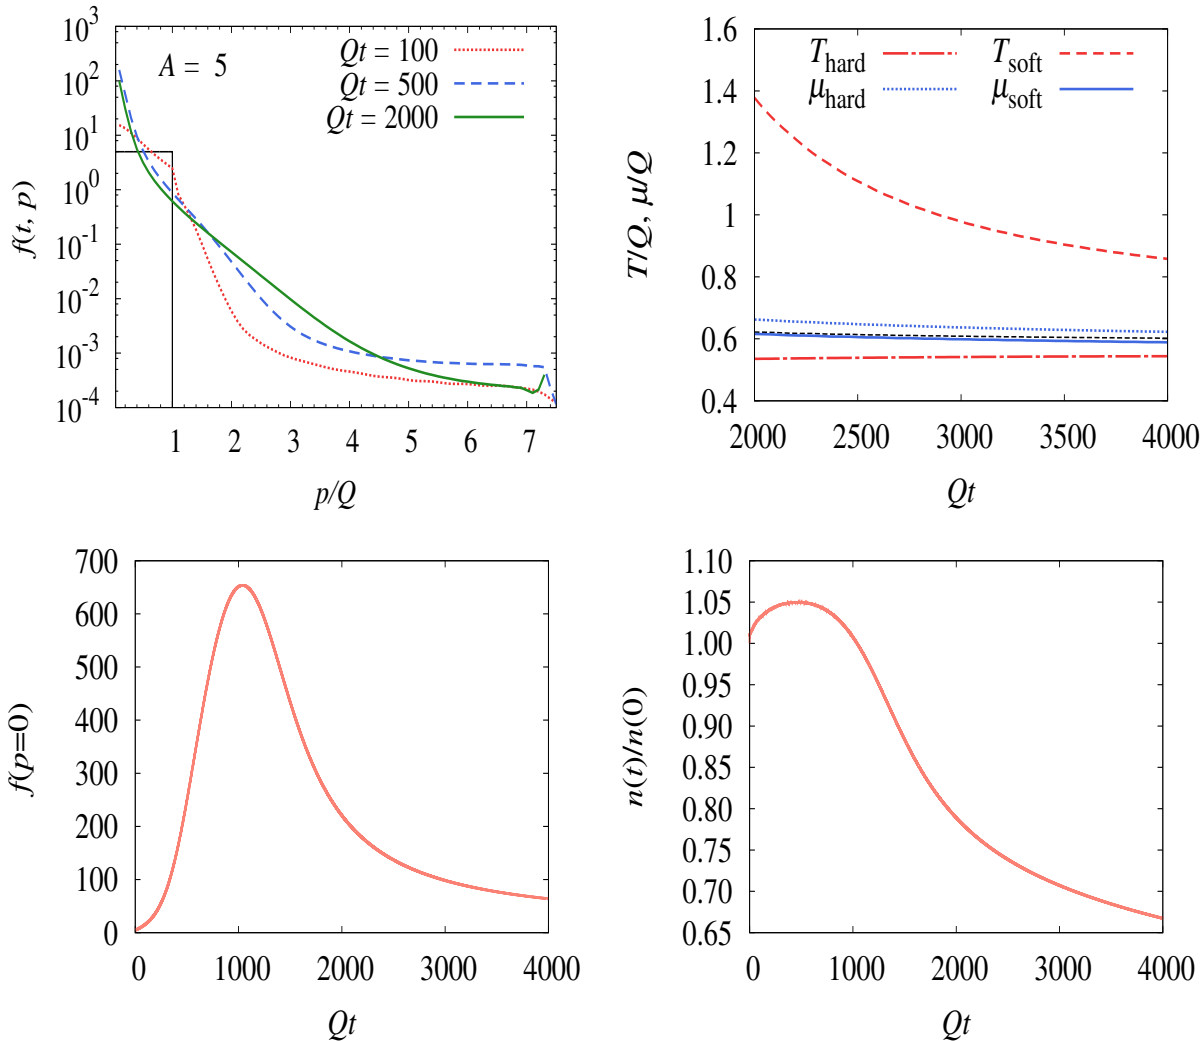 10^3
10^2
10^1
10^0
10^-1
10^-2
10^-3
10^-4
f(t, p)
A = 5
Qt = 100
Qt = 500
Qt = 2000
1 2 3 4 5 6 7
p/Q
1.6
1.4
1.2
1
0.8
0.6
0.4
T/Q, μ/Q
T_hard T_soft
μ_hard μ_soft
2000 2500 3000 3500 4000
Qt
700
600
500
400
300
200
100
0
f(p=0)
0 1000 2000 3000 4000
Qt
1.10
1.05
1.00
0.95
0.90
0.85
0.80
0.75
0.70
0.65
n(t)/n(0)
0 1000 2000 3000 4000
Qt